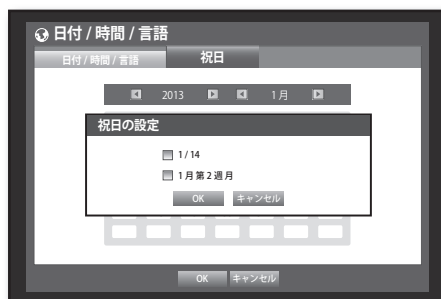 日付 / 時間 / 言語
日付 / 時間 / 言語 祝日
2013 1月
祝日の設定
1 / 14
1月第2週月
OK キャンセル
OK キャンセル